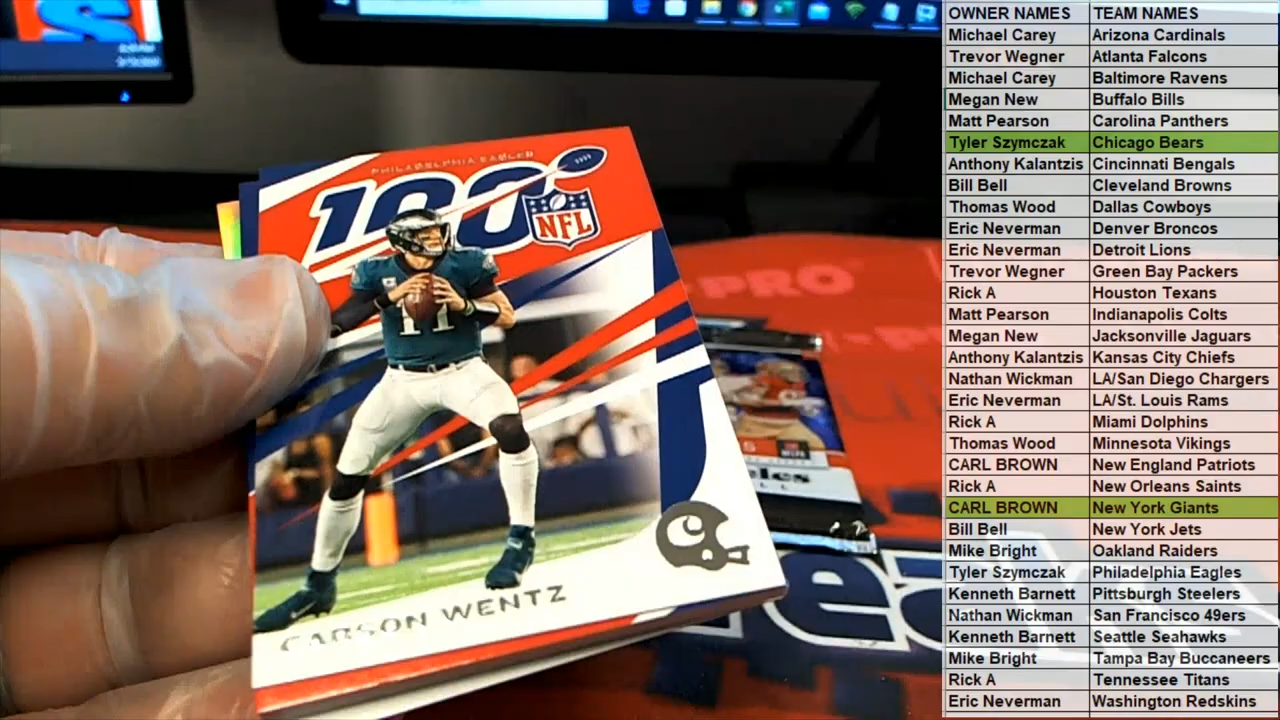 PHILADELPHIA EAGLES
100
NFL
11
CARSON WENTZ
PRO
OWNER NAMES TEAM NAMES
Michael Carey Arizona Cardinals
Trevor Wegner Atlanta Falcons
Michael Carey Baltimore Ravens
Megan New Buffalo Bills
Matt Pearson Carolina Panthers
Tyler Szymczak Chicago Bears
Anthony Kalantzis Cincinnati Bengals
Bill Bell Cleveland Browns
Thomas Wood Dallas Cowboys
Eric Neverman Denver Broncos
Eric Neverman Detroit Lions
Trevor Wegner Green Bay Packers
Rick A Houston Texans
Matt Pearson Indianapolis Colts
Megan New Jacksonville Jaguars
Anthony Kalantzis Kansas City Chiefs
Nathan Wickman LA/San Diego Chargers
Eric Neverman LA/St. Louis Rams
Rick A Miami Dolphins
Thomas Wood Minnesota Vikings
CARL BROWN New England Patriots
Rick A New Orleans Saints
CARL BROWN New York Giants
Bill Bell New York Jets
Mike Bright Oakland Raiders
Tyler Szymczak Philadelphia Eagles
Kenneth Barnett Pittsburgh Steelers
Nathan Wickman San Francisco 49ers
Kenneth Barnett Seattle Seahawks
Mike Bright Tampa Bay Buccaneers
Rick A Tennessee Titans
Eric Neverman Washington Redskins